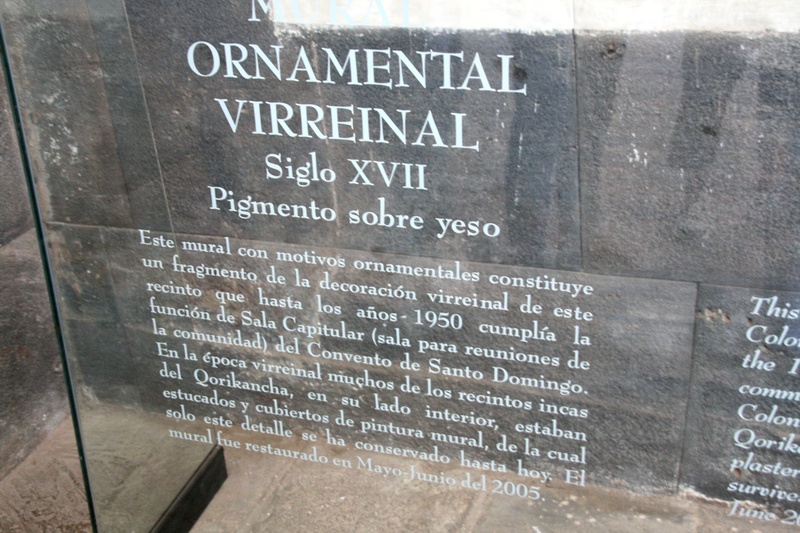 MURAL
ORNAMENTAL
VIRREINAL
Siglo XVII
Pigmento sobre yeso
Este mural con motivos ornamentales constituye
un fragmento de la decoración virreinal de este
recinto que hasta los años 1950 cumplía la
función de Sala Capitular (sala para reuniones de
la comunidad) del Convento de Santo Domingo.
En la época virreinal muchos de los recintos incas
del Qorikancha, en su lado interior, estaban
estucados y cubiertos de pintura mural, de la cual
solo este detalle se ha conservado hasta hoy. El
mural fue restaurado en Mayo-Junio del 2005.
This
the